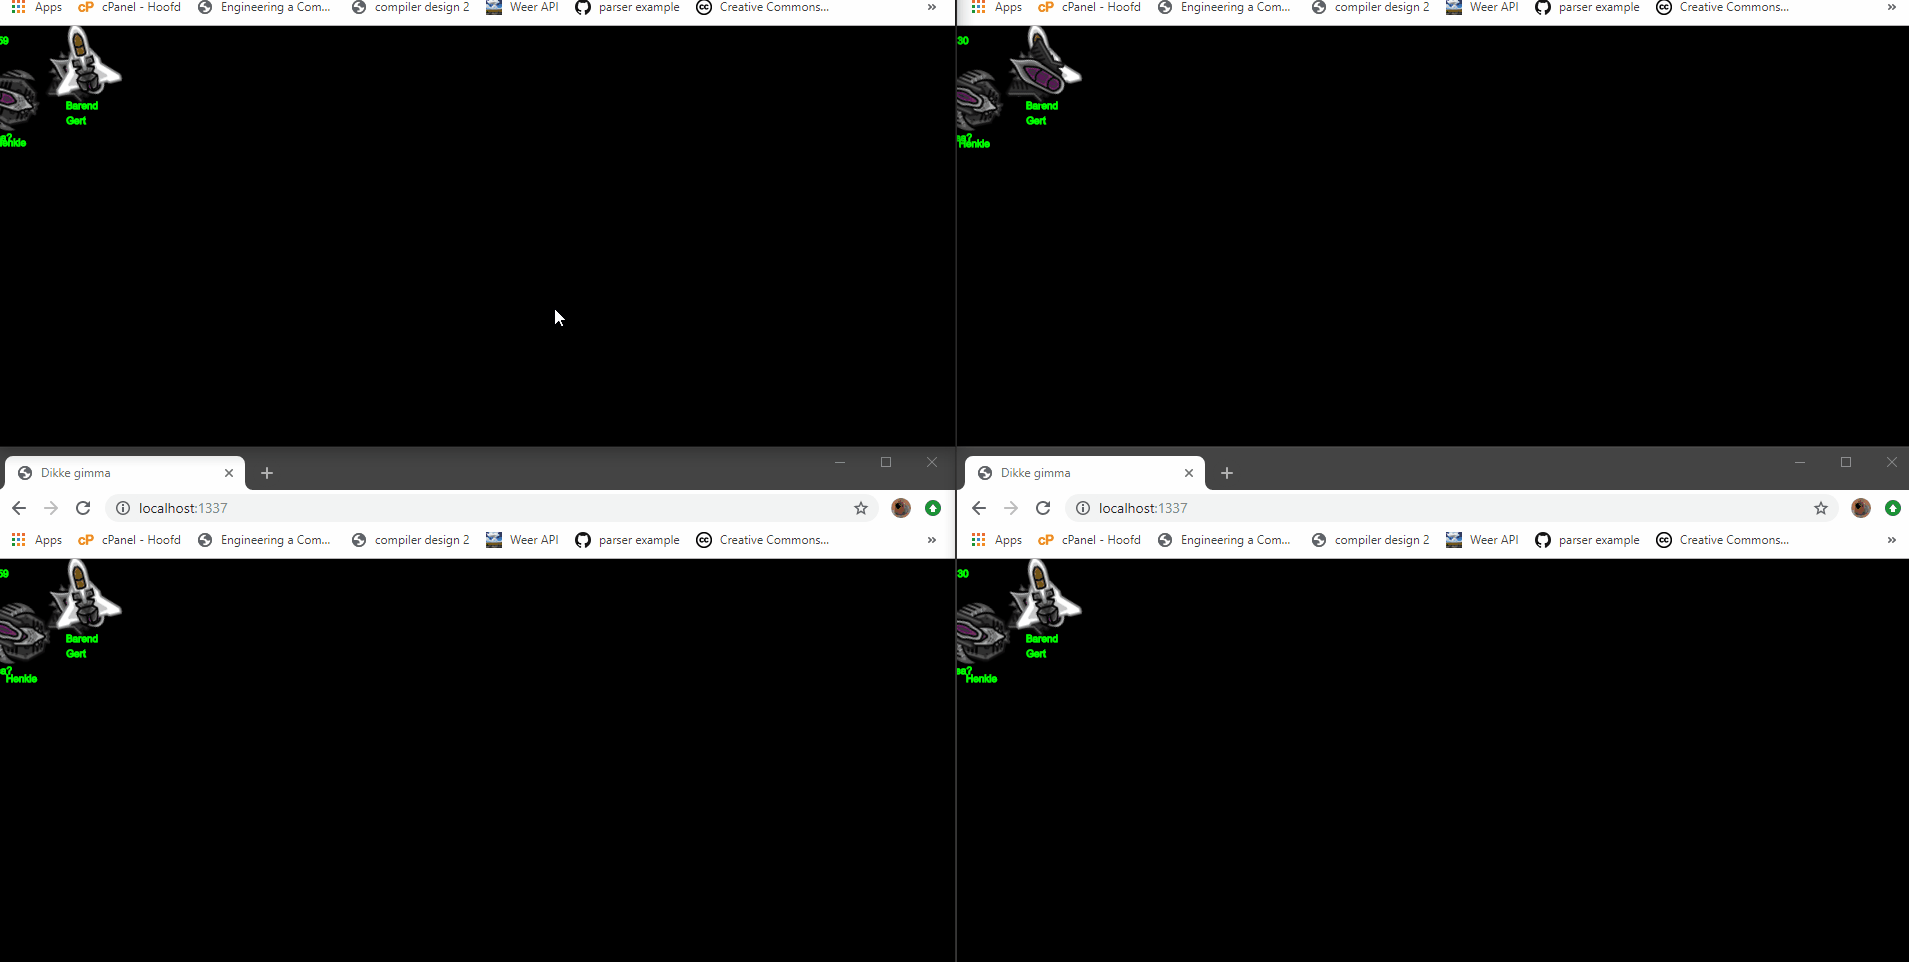 Apps cPanel - Hoofd Engineering a Com... compiler design 2 Weer API parser example Creative Commons... »
59
Barend
Gert
sa?
Henkie
Apps cPanel - Hoofd Engineering a Com... compiler design 2 Weer API parser example Creative Commons... »
30
Barend
Gert
sa?
Henkie
Dikke gimma
localhost:1337
Apps cPanel - Hoofd Engineering a Com... compiler design 2 Weer API parser example Creative Commons... »
59
Barend
Gert
sa?
Henkie
Dikke gimma
localhost:1337
Apps cPanel - Hoofd Engineering a Com... compiler design 2 Weer API parser example Creative Commons... »
30
Barend
Gert
sa?
Henkie